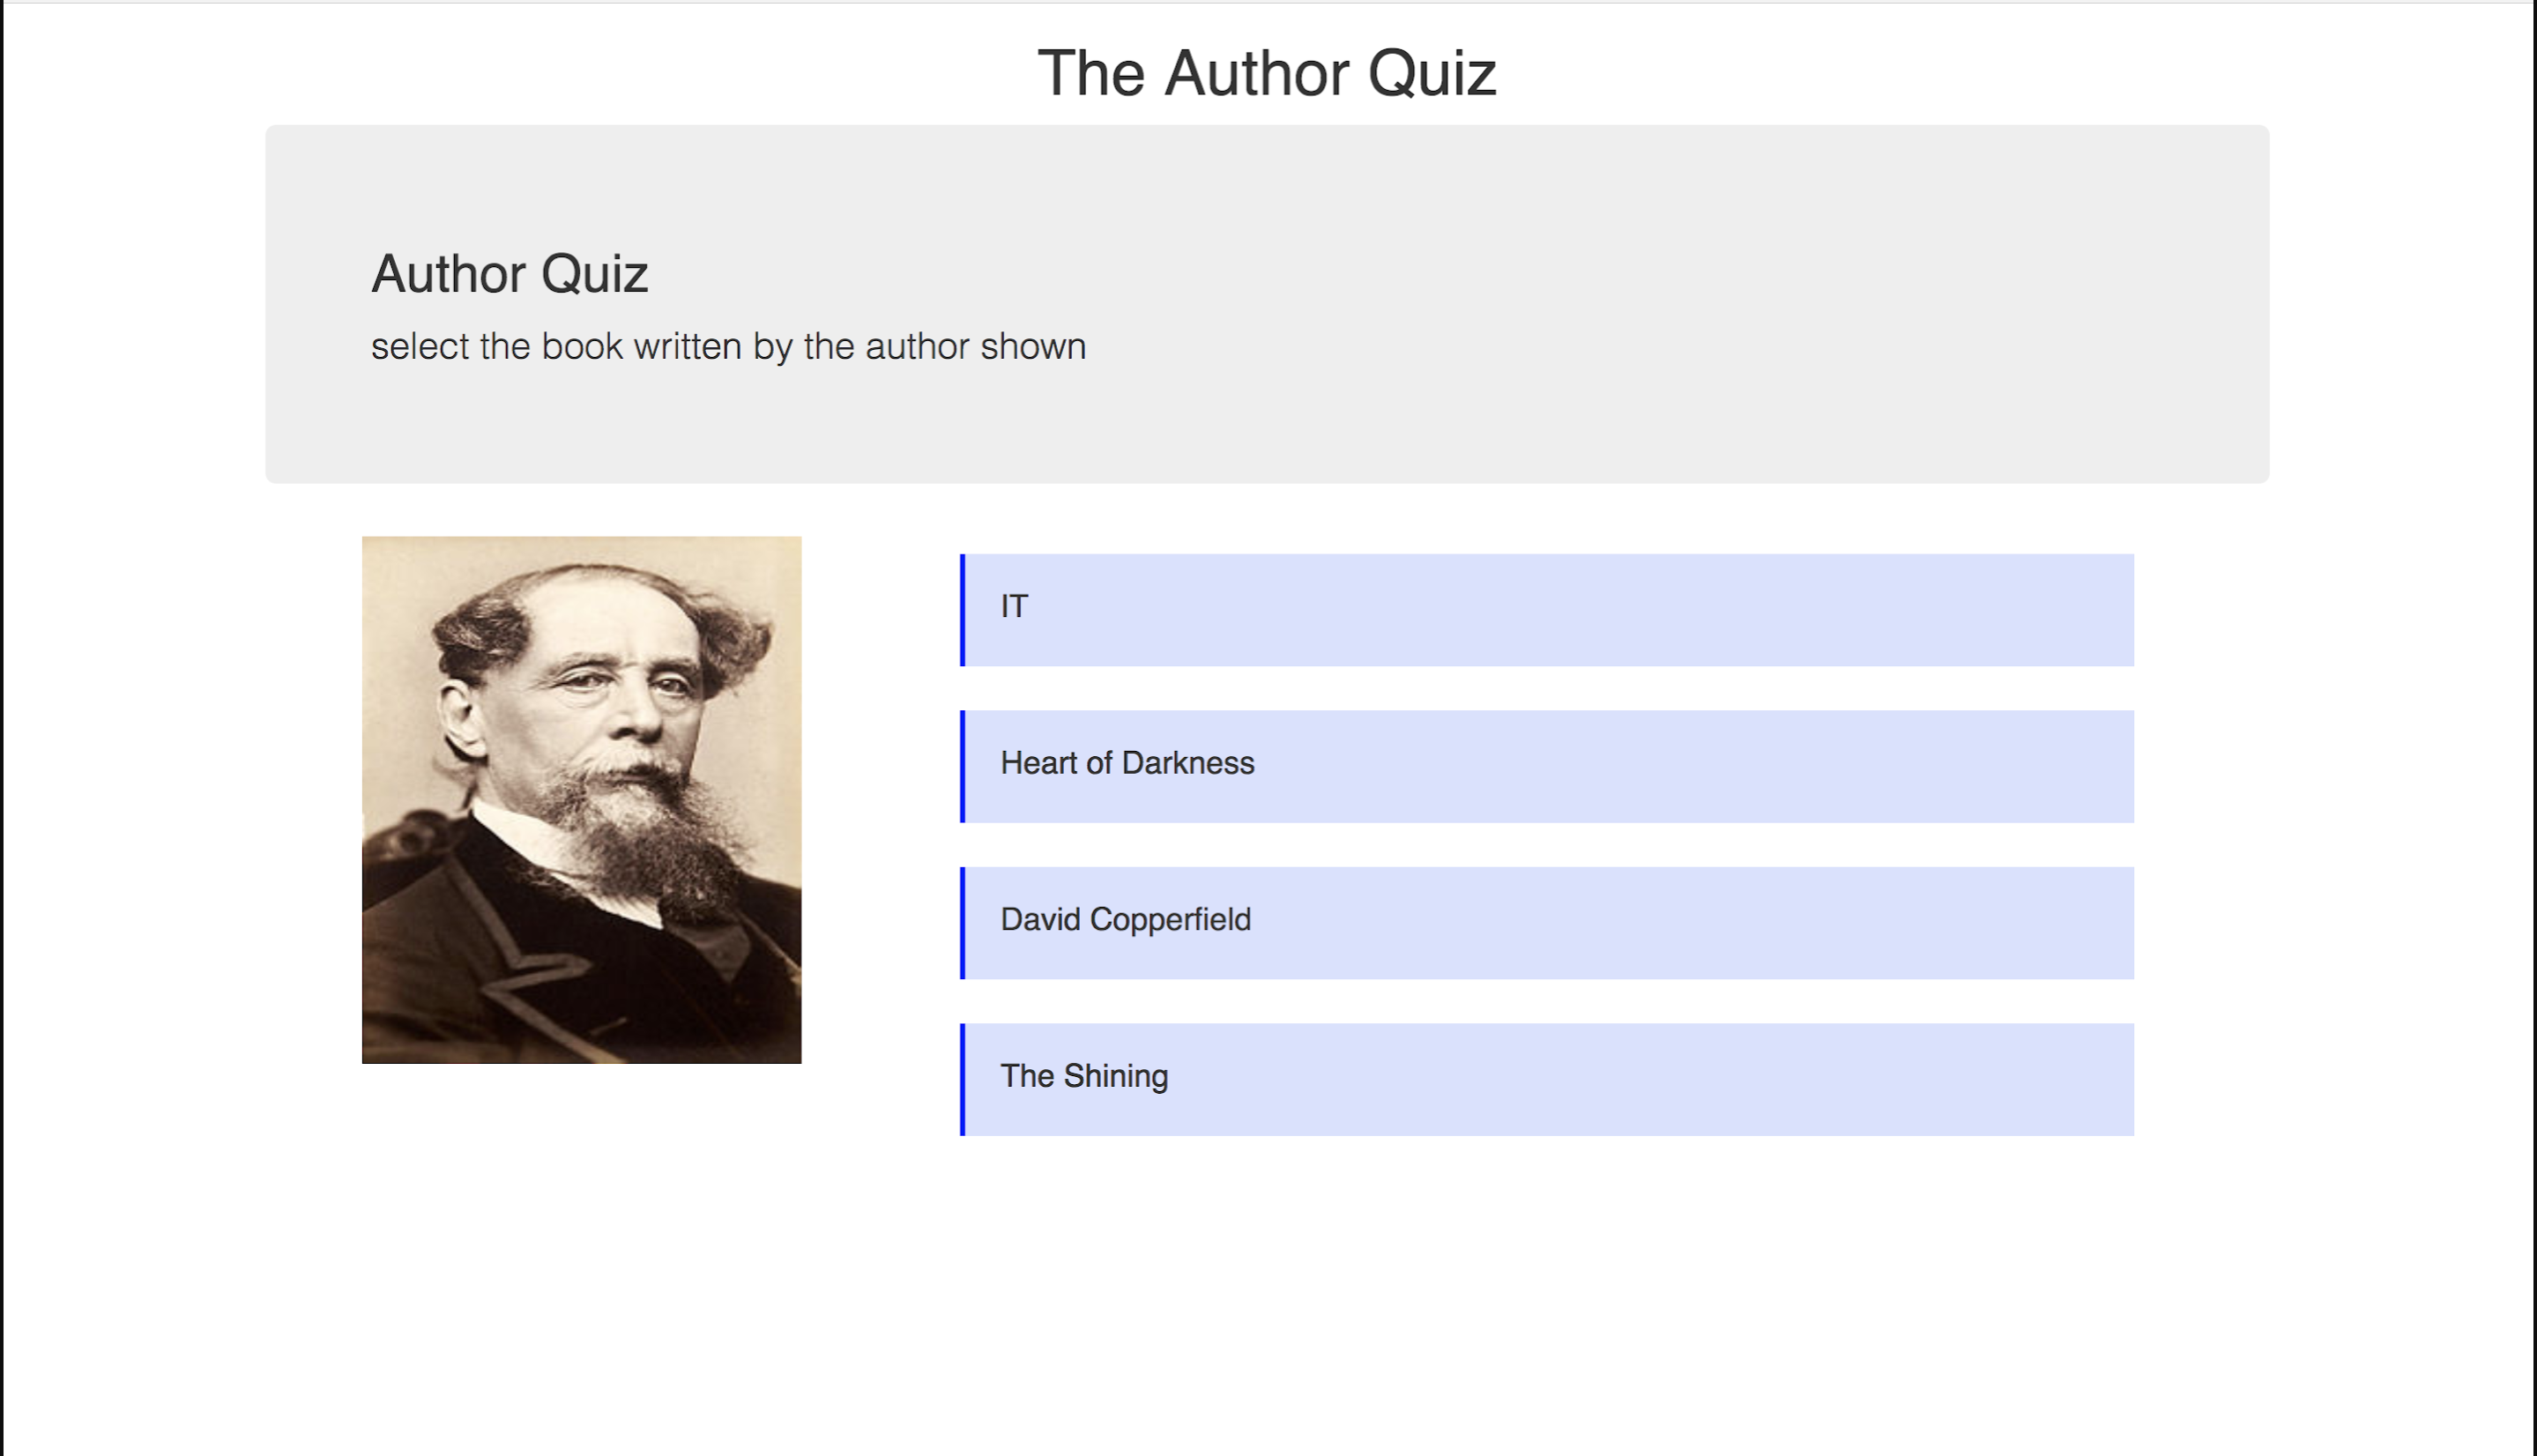 The Author Quiz
Author Quiz
select the book written by the author shown
IT
Heart of Darkness
David Copperfield
The Shining